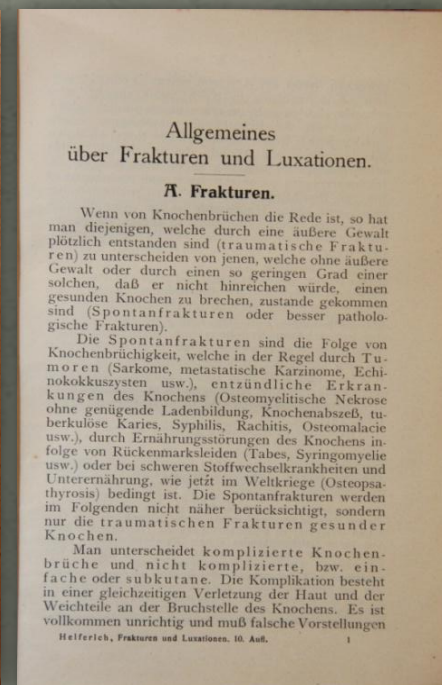 Allgemeines
über Frakturen und Luxationen.
A. Frakturen.
Wenn von Knochenbrüchen die Rede ist, so hat
man diejenigen, welche durch eine äußere Gewalt
plötzlich entstanden sind (traumatische Fraktu-
ren) zu unterscheiden von jenen, welche ohne äußere
Gewalt oder durch einen so geringen Grad einer
solchen, daß er nicht hinreichen würde, einen
gesunden Knochen zu brechen, zustande gekommen
sind (Spontanfrakturen oder besser patholo-
gische Frakturen).
Die Spontanfrakturen sind die Folge von
Knochenbrüchigkeit, welche in der Regel durch Tu-
moren (Sarkome, metastatische Karzinome, Echi-
nokokkuszysten usw.), entzündliche Erkran-
kungen des Knochens (Osteomyelitische Nekrose
ohne genügende Ladenbildung, Knochenabszeß, tu-
berkulöse Karies, Syphilis, Rachitis, Osteomalacie
usw.), durch Ernährungsstörungen des Knochens in-
folge von Rückenmarksleiden (Tabes, Syringomyelie
usw.) oder bei schweren Stoffwechselkrankheiten und
Unterernährung, wie jetzt im Weltkriege (Osteopsa-
thyrosis) bedingt ist. Die Spontanfrakturen werden
im Folgenden nicht näher berücksichtigt, sondern
nur die traumatischen Frakturen gesunder
Knochen.
Man unterscheidet komplizierte Knochen-
brüche und nicht komplizierte, bzw. ein-
fache oder subkutane. Die Komplikation besteht
in einer gleichzeitigen Verletzung der Haut und der
Weichteile an der Bruchstelle des Knochens. Es ist
vollkommen unrichtig und muß falsche Vorstellungen
Helferich, Frakturen und Luxationen. 10. Aufl. 1